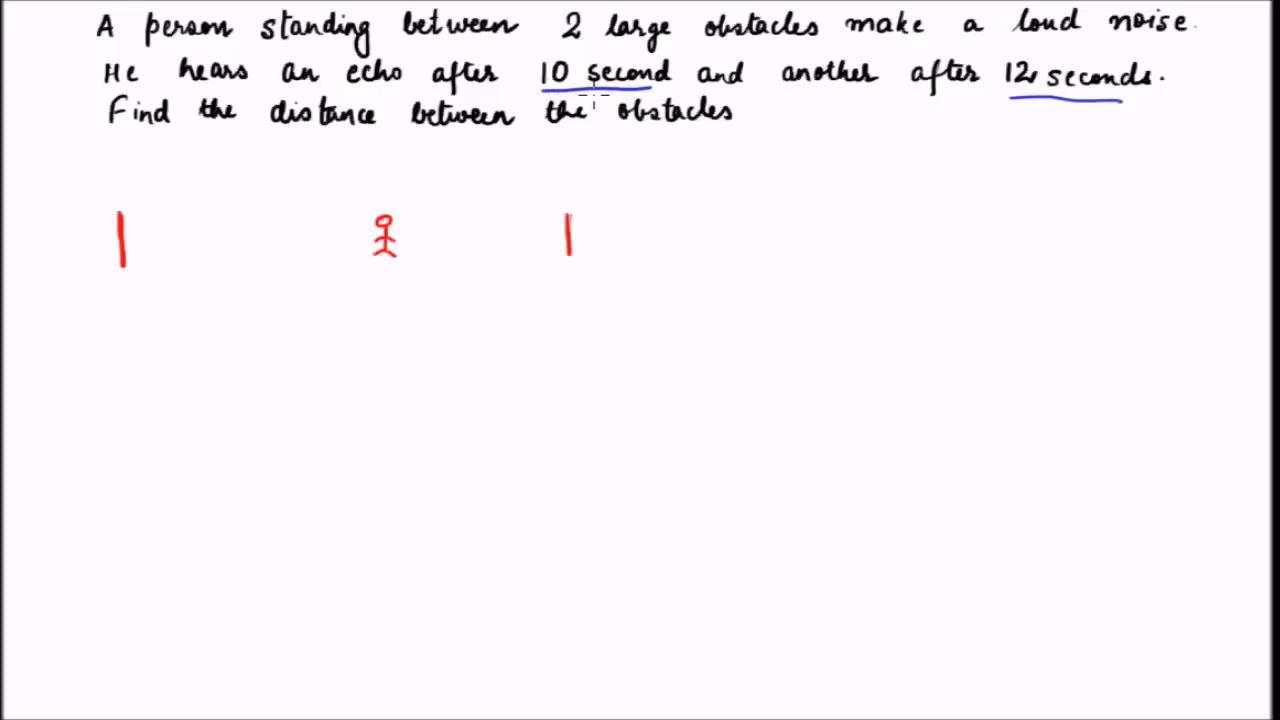 A person standing between 2 large obstacles make a loud noise.
He hears an echo after 10 second and another after 12 seconds.
Find the distance between the obstacles